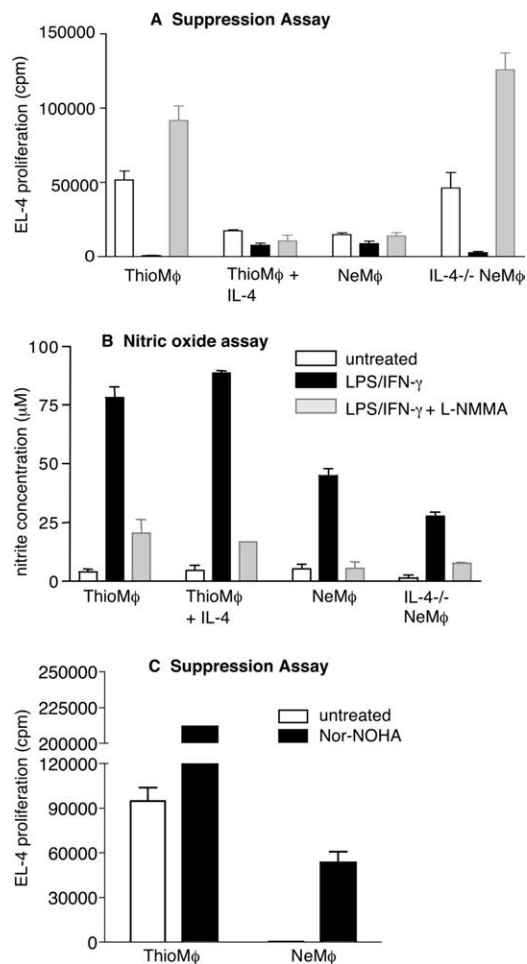 A Suppression Assay
EL-4 proliferation (cpm)
150000
100000
50000
0
ThioMφ
ThioMφ +
IL-4
NeMφ
IL-4-/- NeMφ
B Nitric oxide assay
untreated
LPS/IFN-γ
LPS/IFN-γ + L-NMMA
nitrite concentration (μM)
100
75
50
25
0
ThioMφ
ThioMφ
+ IL-4
NeMφ
IL-4-/-
NeMφ
C Suppression Assay
untreated
Nor-NOHA
EL-4 proliferation (cpm)
250000
225000
200000
120000
90000
60000
30000
0
ThioMφ
NeMφ